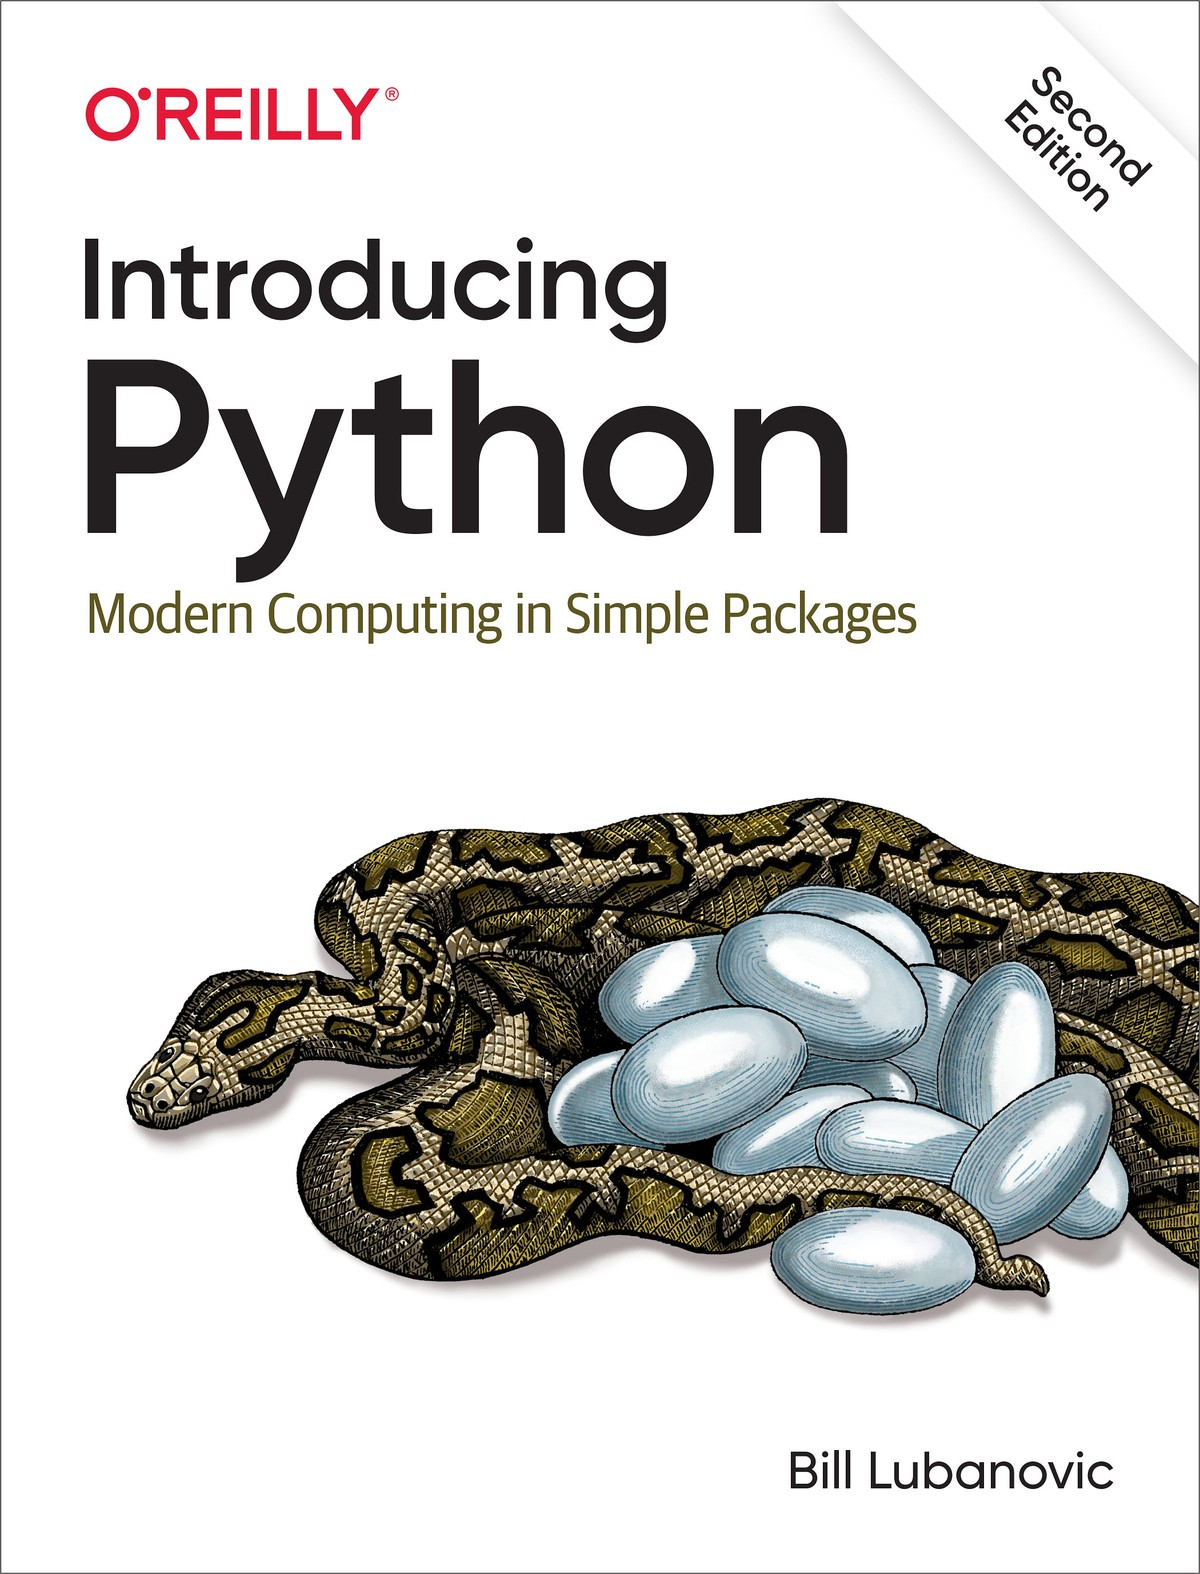 O'REILLY®
Second
Edition
Introducing
Python
Modern Computing in Simple Packages
Bill Lubanovic